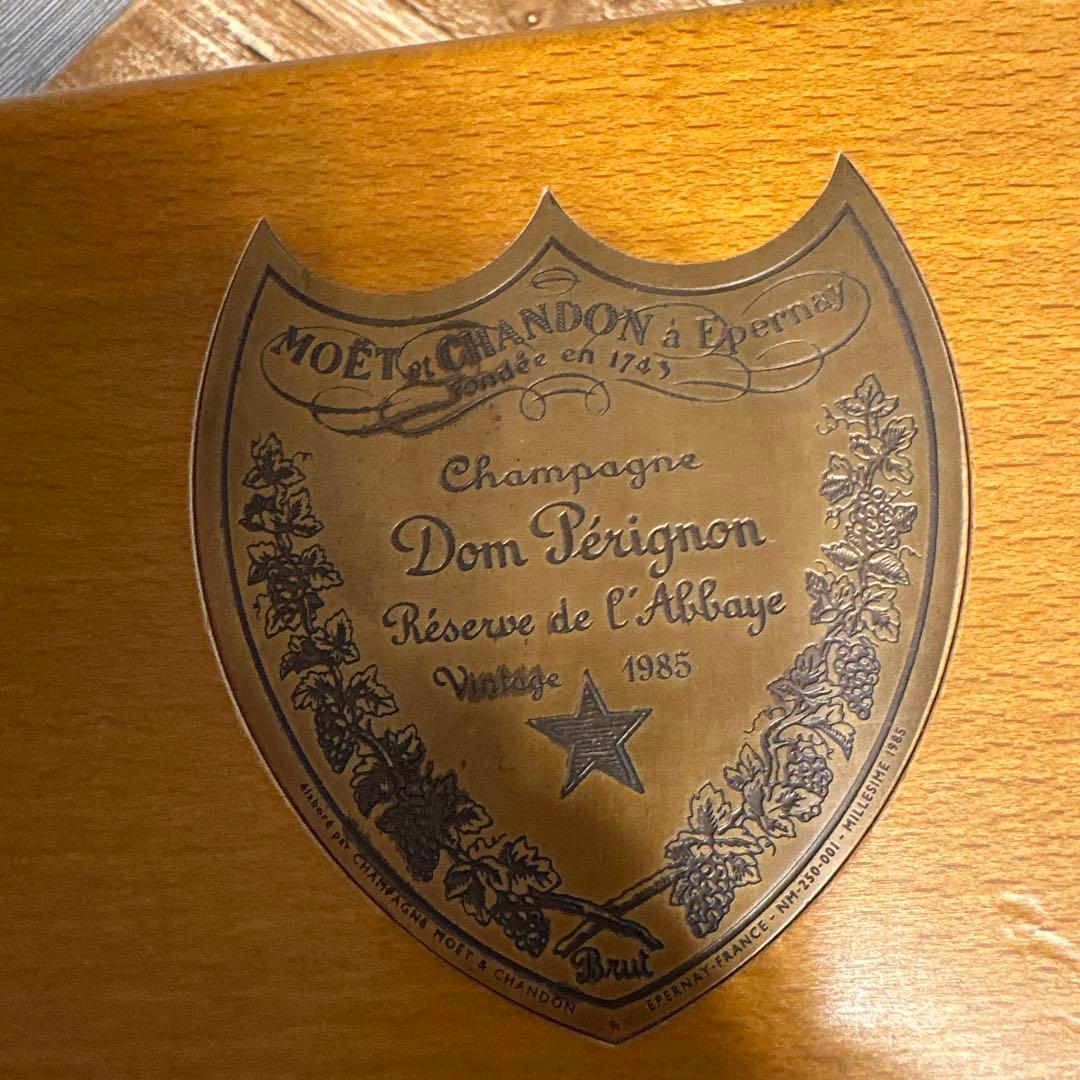 MOËT et CHANDON à Epernay
Fondée en 1743
Champagne
Dom Pérignon
Réserve de l'Abbaye
Vintage 1985
Brut
élaboré par CHAMPAGNE MOËT & CHANDON
EPERNAY-FRANCE - NM-250-001 - MILLESIME 1985